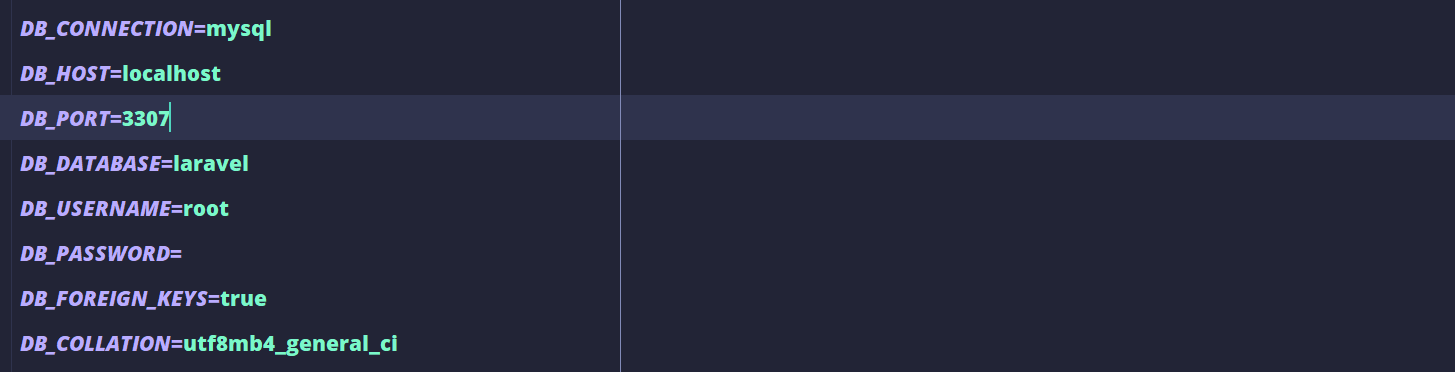 DB_CONNECTION=mysql
DB_HOST=localhost
DB_PORT=3307
DB_DATABASE=laravel
DB_USERNAME=root
DB_PASSWORD=
DB_FOREIGN_KEYS=true
DB_COLLATION=utf8mb4_general_ci